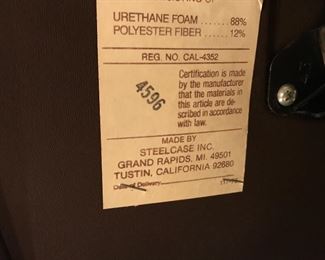 URETHANE FOAM ....... 88%
POLYESTER FIBER ...... 12%
REG. NO. CAL-4352
4596
Certification is made
by the manufacturer
that the materials in
this article are de-
scribed in accordance
with law.
MADE BY
STEELCASE INC.
GRAND RAPIDS, MI. 49501
TUSTIN, CALIFORNIA 92680
Date of Delivery